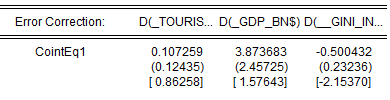 Error Correction: D(_TOURIS... D(_GDP_BN$) D(__GINI_IN...
CointEq1 0.107259 3.873683 -0.500432
(0.12435) (2.45725) (0.23236)
[ 0.86258] [ 1.57643] [-2.15370]